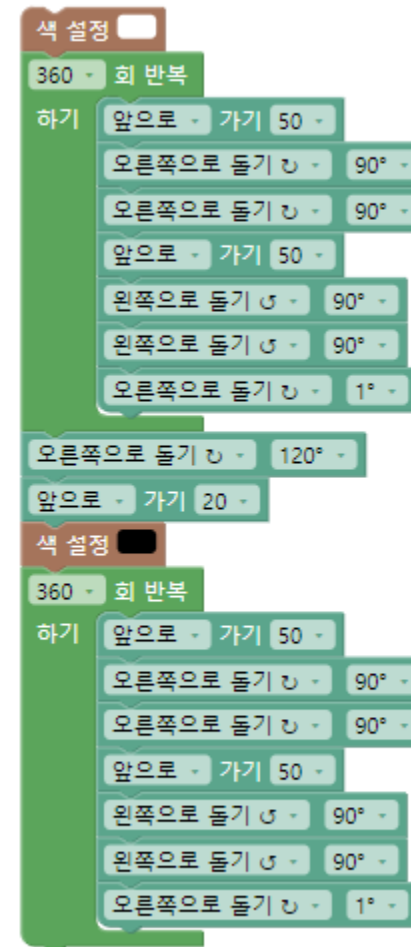 색 설정
360 회 반복
하기 앞으로 가기 50
오른쪽으로 돌기 ↻ 90°
오른쪽으로 돌기 ↻ 90°
앞으로 가기 50
왼쪽으로 돌기 ↺ 90°
왼쪽으로 돌기 ↺ 90°
오른쪽으로 돌기 ↻ 1°
오른쪽으로 돌기 ↻ 120°
앞으로 가기 20
색 설정
360 회 반복
하기 앞으로 가기 50
오른쪽으로 돌기 ↻ 90°
오른쪽으로 돌기 ↻ 90°
앞으로 가기 50
왼쪽으로 돌기 ↺ 90°
왼쪽으로 돌기 ↺ 90°
오른쪽으로 돌기 ↻ 1°